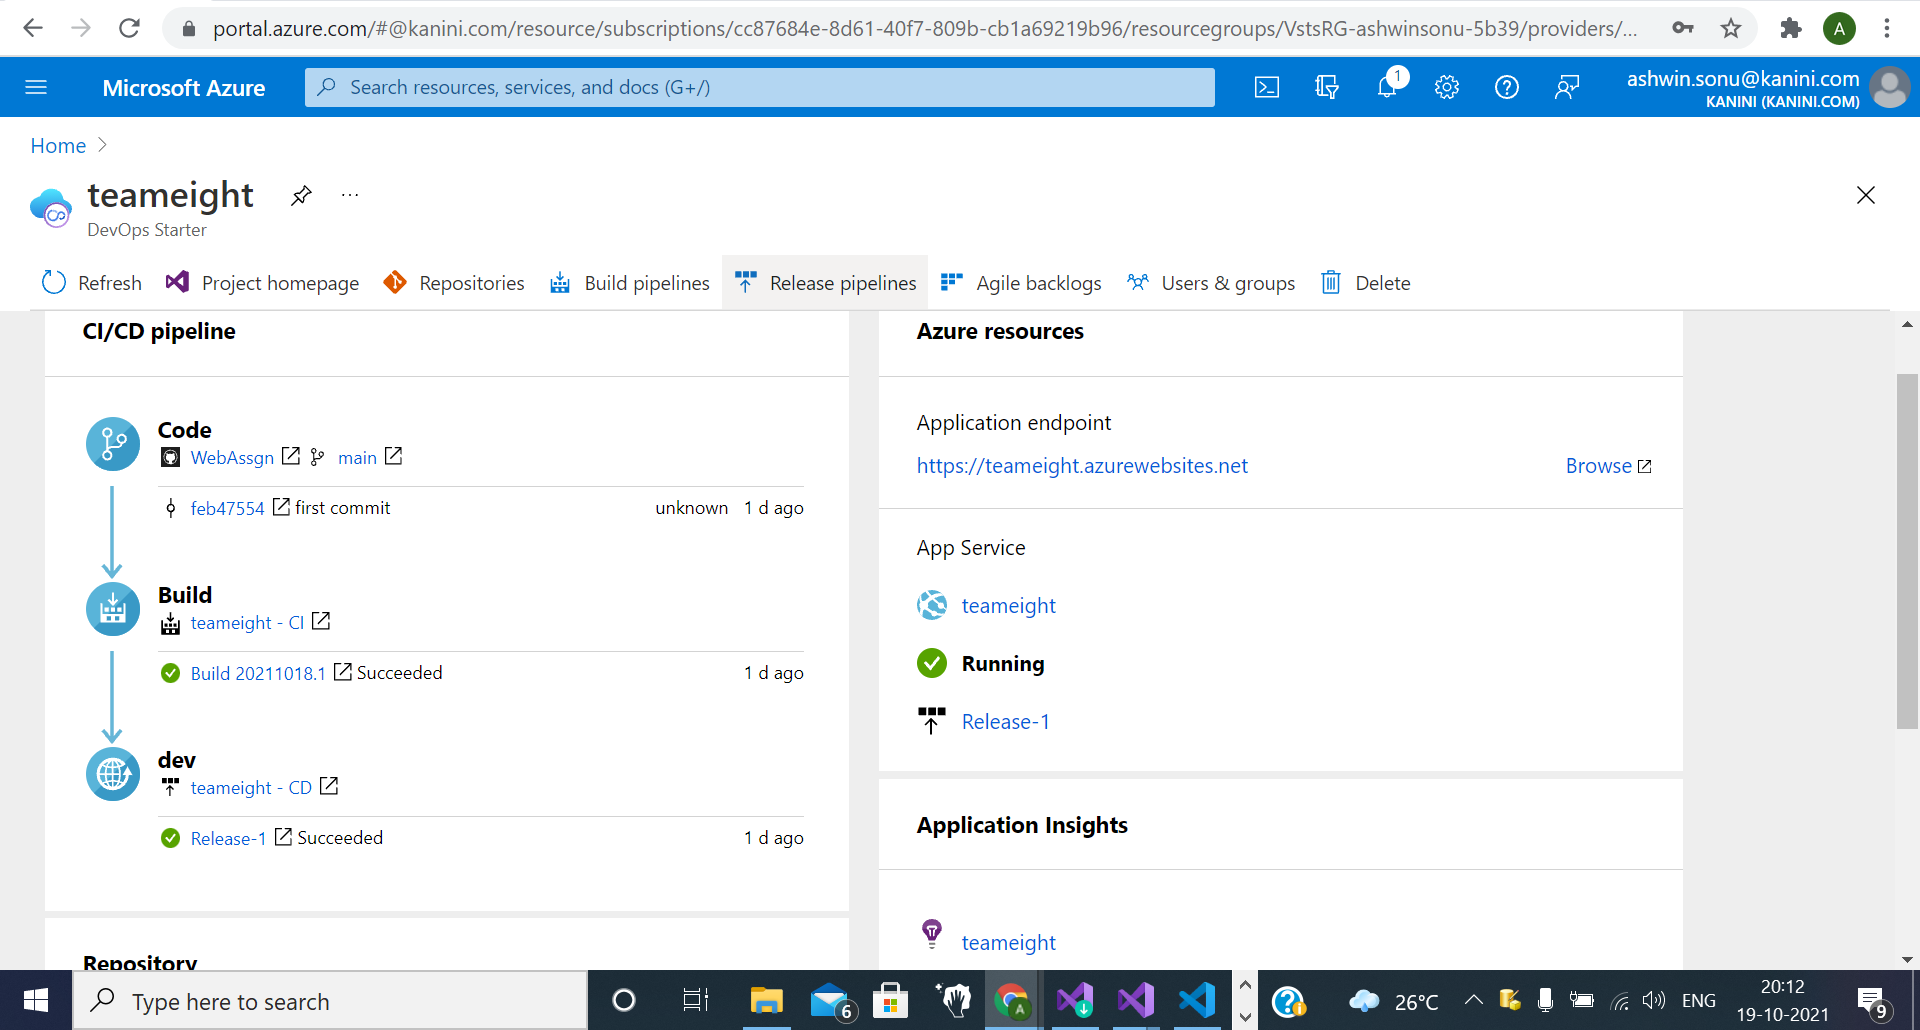 portal.azure.com/#@kanini.com/resource/subscriptions/cc87684e-8d61-40f7-809b-cb1a69219b96/resourcegroups/VstsRG-ashwinsonu-5b39/providers/...
A
Microsoft Azure
Search resources, services, and docs (G+/)
1
ashwin.sonu@kanini.com
KANINI (KANINI.COM)
Home
teameight
...
DevOps Starter
Refresh
Project homepage
Repositories
Build pipelines
Release pipelines
Agile backlogs
Users & groups
Delete
CI/CD pipeline
Code
WebAssgn
main
feb47554 first commit unknown 1 d ago
Build
teameight - CI
Build 20211018.1 Succeeded 1 d ago
dev
teameight - CD
Release-1 Succeeded 1 d ago
Repository
Azure resources
Application endpoint
https://teameight.azurewebsites.net Browse
App Service
teameight
Running
Release-1
Application Insights
teameight
Type here to search
6
A
26°C
ENG
20:12
19-10-2021
9